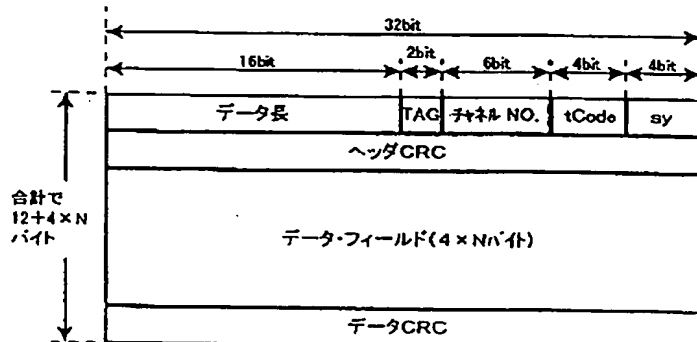 32bit
16bit 2bit 6bit 4bit 4bit
データ長 TAG チャネル NO. tCode sy
ヘッダCRC
合計で
12+4×N
バイト
データ・フィールド(4×Nバイト)
データCRC